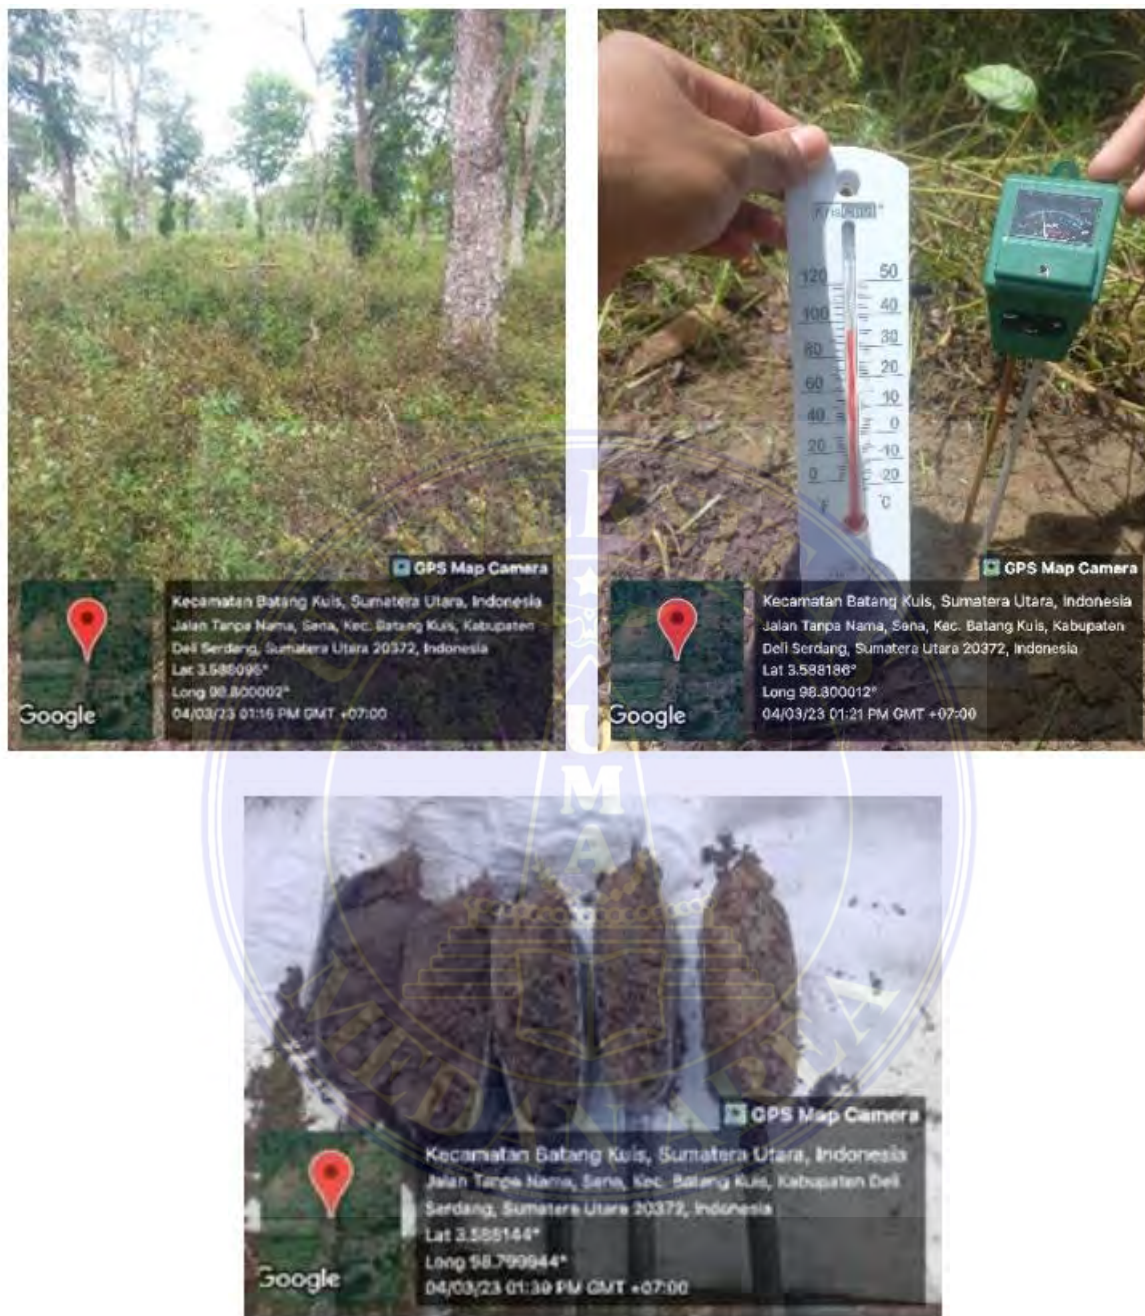 GPS Map Camera
Kecamatan Batang Kuis, Sumatera Utara, Indonesia
Jalan Tanpa Nama, Sena, Kec. Batang Kuis, Kabupaten
Deli Serdang, Sumatera Utara 20372, Indonesia
Lat 3.588096°
Long 98.800002°
04/03/23 01:16 PM GMT +07:00
Google
120 50
100 40
80 30
60 20
40 10
20 0
0 -10
-20
°F °C
GPS Map Camera
Kecamatan Batang Kuis, Sumatera Utara, Indonesia
Jalan Tanpa Nama, Sena, Kec. Batang Kuis, Kabupaten
Deli Serdang, Sumatera Utara 20372, Indonesia
Lat 3.588186°
Long 98.800012°
04/03/23 01:21 PM GMT +07:00
Google
UMA
MEDAN AREA
GPS Map Camera
Kecamatan Batang Kuis, Sumatera Utara, Indonesia
Jalan Tanpa Nama, Sena, Kec. Batang Kuis, Kabupaten Deli
Serdang, Sumatera Utara 20372, Indonesia
Lat 3.588144°
Long 98.799944°
04/03/23 01:39 PM GMT +07:00
Google